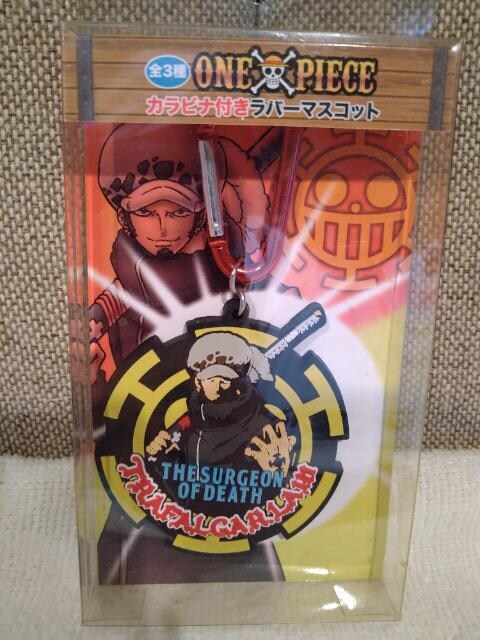 全3種
ONE PIECE
カラビナ付きラバーマスコット
THE SURGEON
OF DEATH
TRAFALGAR.LAW